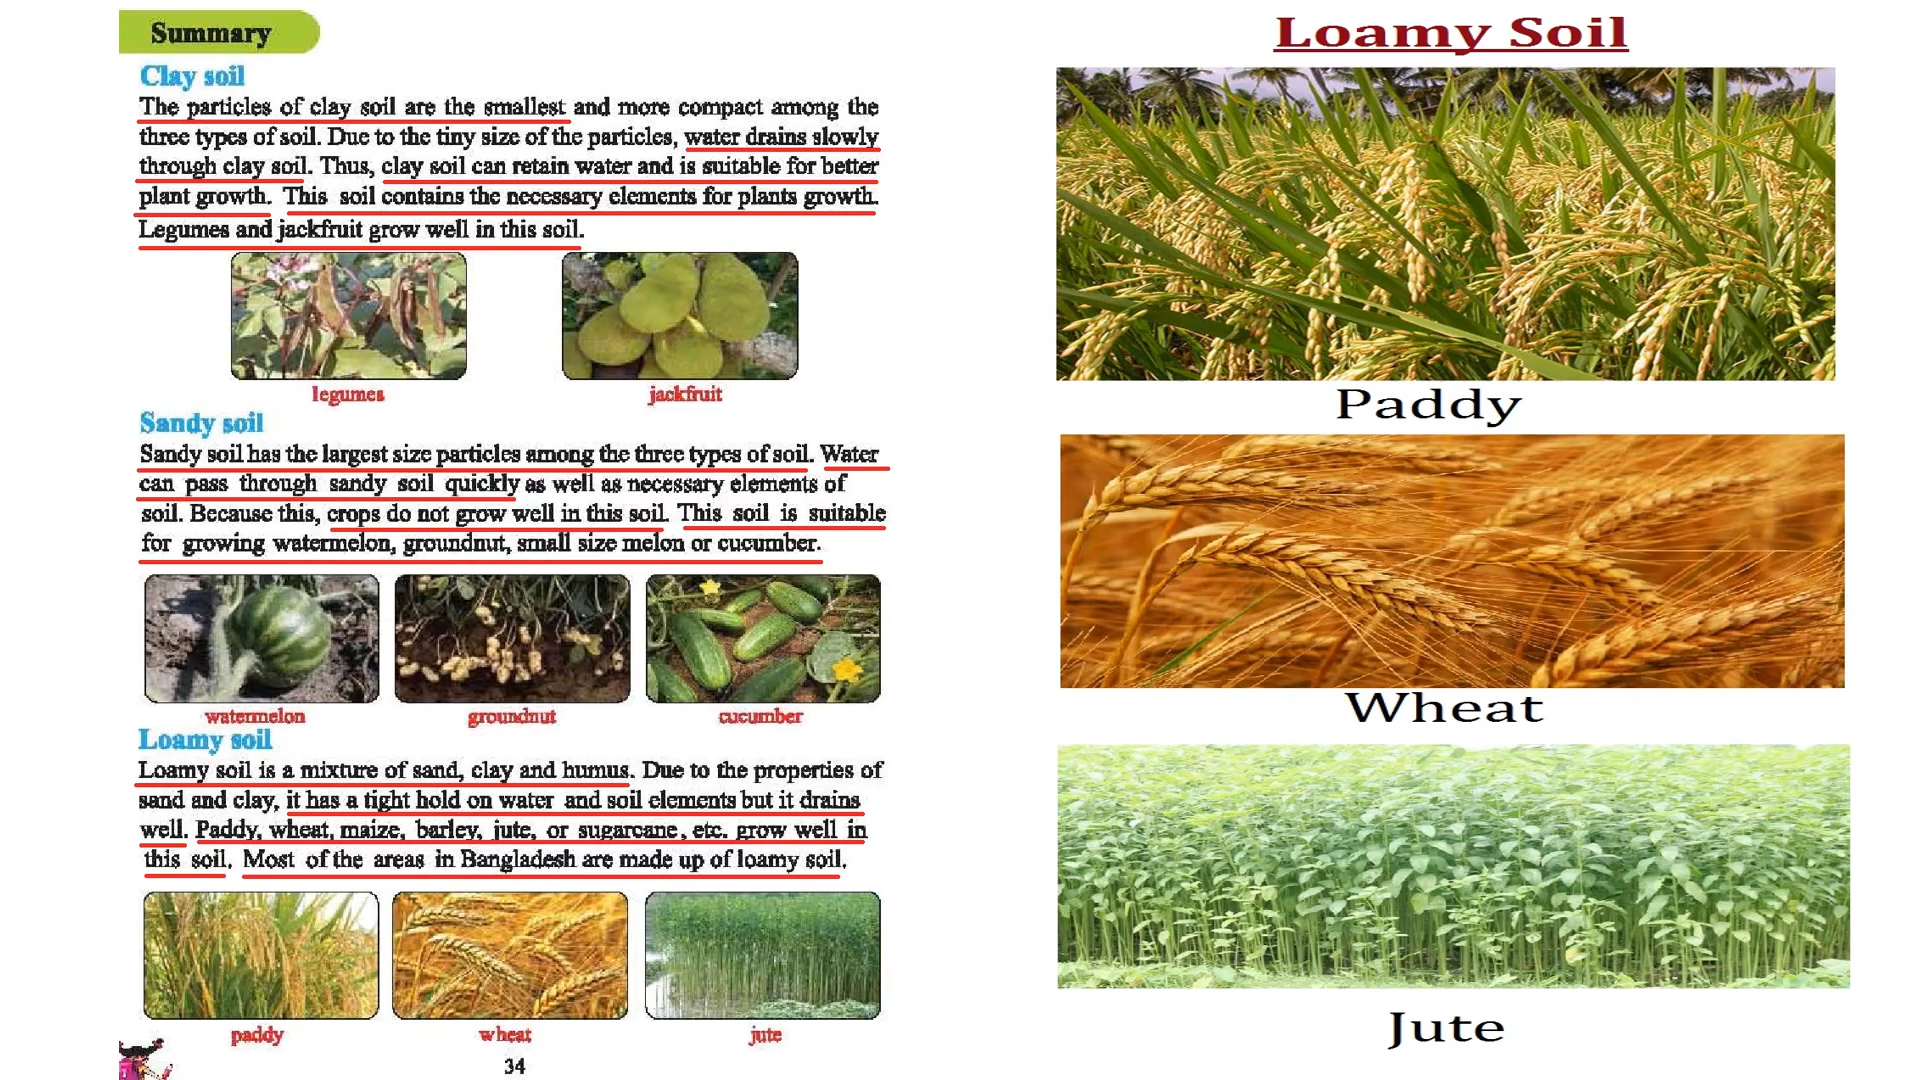 Summary
Clay soil
The particles of clay soil are the smallest and more compact among the
three types of soil. Due to the tiny size of the particles, water drains slowly
through clay soil. Thus, clay soil can retain water and is suitable for better
plant growth. This soil contains the necessary elements for plants growth.
Legumes and jackfruit grow well in this soil.
legumes
jackfruit
Sandy soil
Sandy soil has the largest size particles among the three types of soil. Water
can pass through sandy soil quickly as well as necessary elements of
soil. Because this, crops do not grow well in this soil. This soil is suitable
for growing watermelon, groundnut, small size melon or cucumber.
watermelon
groundnut
cucumber
Loamy soil
Loamy soil is a mixture of sand, clay and humus. Due to the properties of
sand and clay, it has a tight hold on water and soil elements but it drains
well. Paddy, wheat, maize, barley, jute, or sugarcane, etc. grow well in
this soil. Most of the areas in Bangladesh are made up of loamy soil.
paddy
wheat
jute
34
Loamy Soil
Paddy
Wheat
Jute